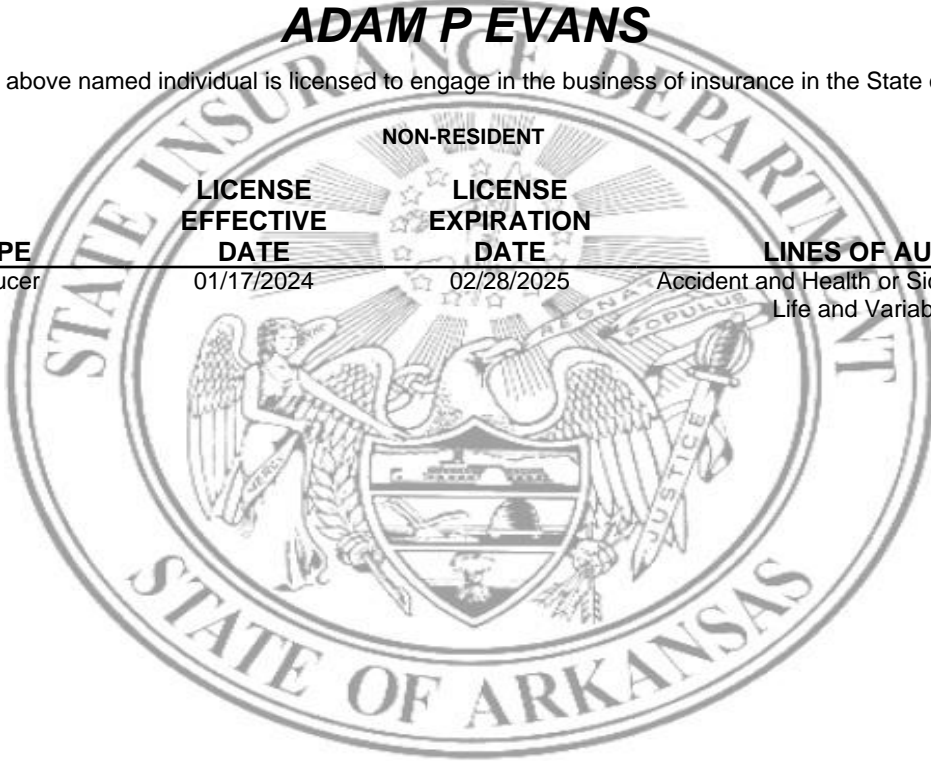 ADAM P EVANS
above named individual is licensed to engage in the business of insurance in the State
NON-RESIDENT
LICENSE EFFECTIVE DATE
LICENSE EXPIRATION DATE
LINES OF AU
01/17/2024 02/28/2025 Accident and Health or
Life and
STATE INSURANCE DEPARTMENT
REGNAT
POPULUS
MERCY
JUSTICE
STATE OF ARKANSAS